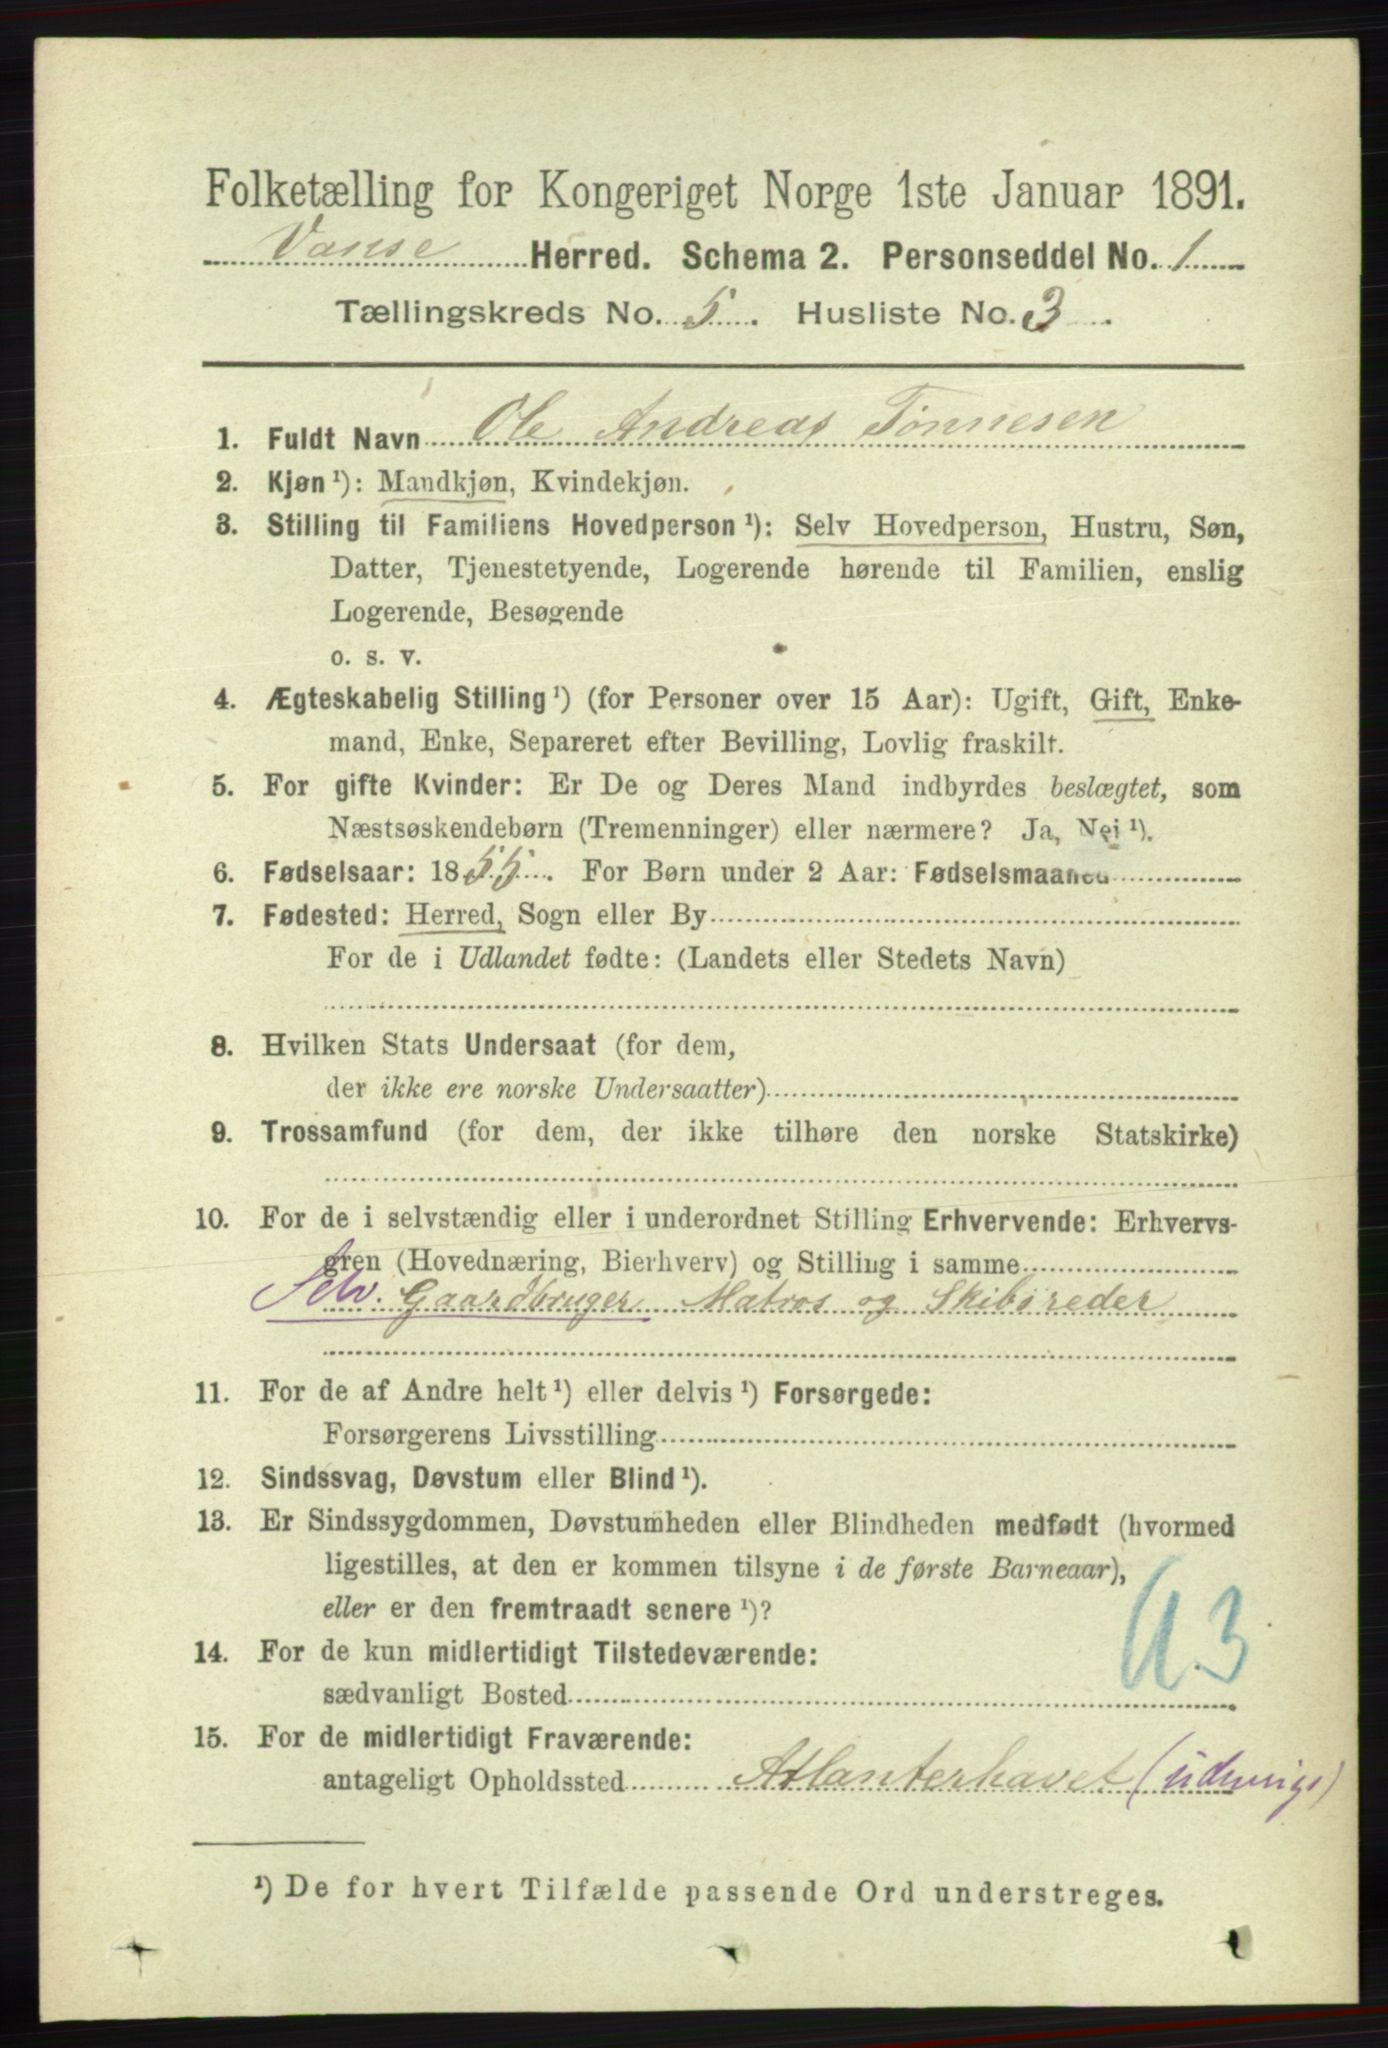 Folketælling for Kongeriget Norge 1ste Januar 1891.
Vanse Herred. Schema 2. Personseddel No. 1
Tællingskreds No. 5. Husliste No. 3.
1. Fuldt Navn Ole Andreas Tønnesen
2. Kjøn ¹): Mandkjøn, Kvindekjøn.
3. Stilling til Familiens Hovedperson ¹): Selv Hovedperson, Hustru, Søn,
Datter, Tjenestetyende, Logerende hørende til Familien, enslig
Logerende, Besøgende
o. s. v.
4. Ægteskabelig Stilling ¹) (for Personer over 15 Aar): Ugift, Gift, Enke-
mand, Enke, Separeret efter Bevilling, Lovlig fraskilt.
5. For gifte Kvinder: Er De og Deres Mand indbyrdes beslægtet, som
Næstsøskendebørn (Tremenninger) eller nærmere? Ja, Nei ¹).
6. Fødselsaar: 1855. For Børn under 2 Aar: Fødselsmaaned
7. Fødested: Herred, Sogn eller By
For de i Udlandet fødte: (Landets eller Stedets Navn)
8. Hvilken Stats Undersaat (for dem,
der ikke ere norske Undersaatter)
9. Trossamfund (for dem, der ikke tilhøre den norske Statskirke)
10. For de i selvstændig eller i underordnet Stilling Erhvervende: Erhvervs-
gren (Hovednæring, Bierhverv) og Stilling i samme
Selv. Gaardbruger Matros og Skibsreder
11. For de af Andre helt ¹) eller delvis ¹) Forsørgede:
Forsørgerens Livsstilling
12. Sindssvag, Døvstum eller Blind ¹).
13. Er Sindssygdommen, Døvstumheden eller Blindheden medfødt (hvormed
ligestilles, at den er kommen tilsyne i de første Barneaar),
eller er den fremtraadt senere ¹)?
14. For de kun midlertidigt Tilstedeværende:
sædvanligt Bosted
15. For de midlertidigt Fraværende:
antageligt Opholdssted Atlanterhavet
¹) De for hvert Tilfælde passende Ord understreges.